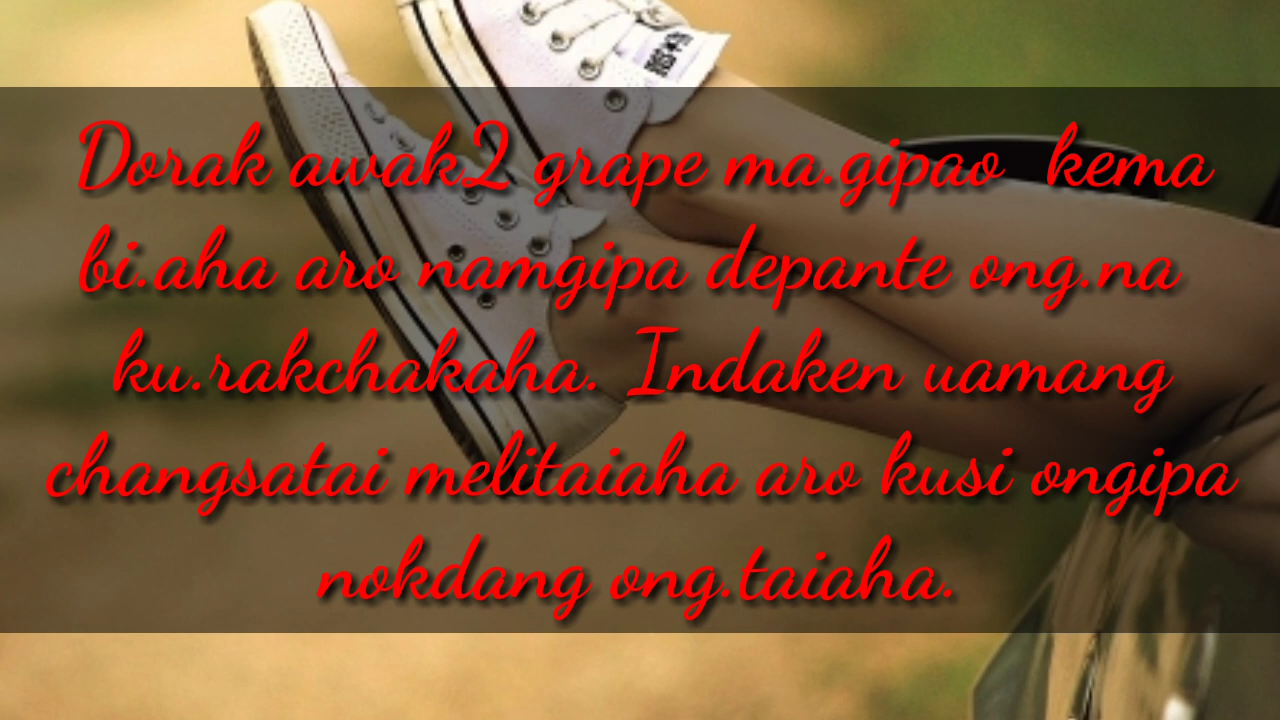 Dorak awak2 grape ma.gipao kema
bi.aha aro namgipa depante ong.na
ku.rakchakaha. Indaken uamang
changsatai melitaiaha aro kusi ongipa
nokdang ong.taiaha.